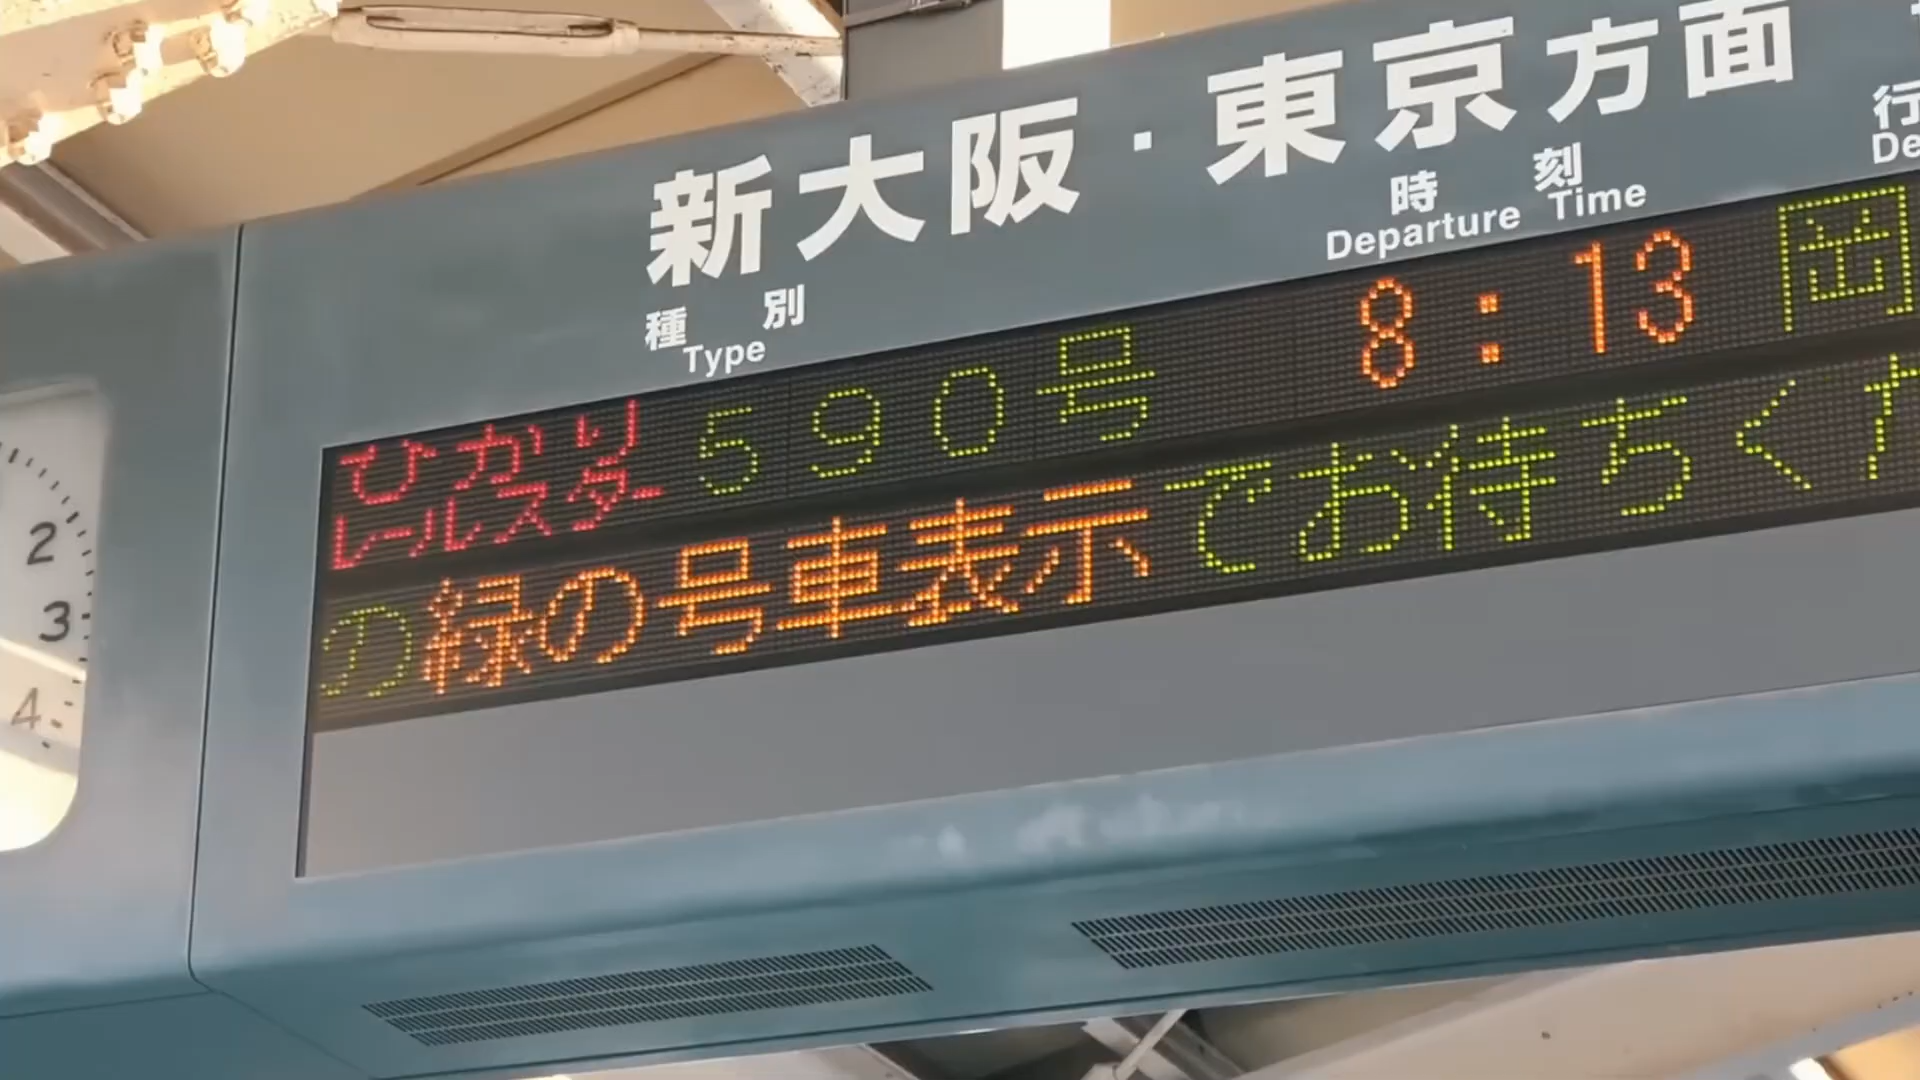 新大阪・東京方面
種別 時刻 行
Type Departure Time De
ひかり レールスター 590号 8:13 岡
の緑の号車表示でお待ちくだ
2
3
4